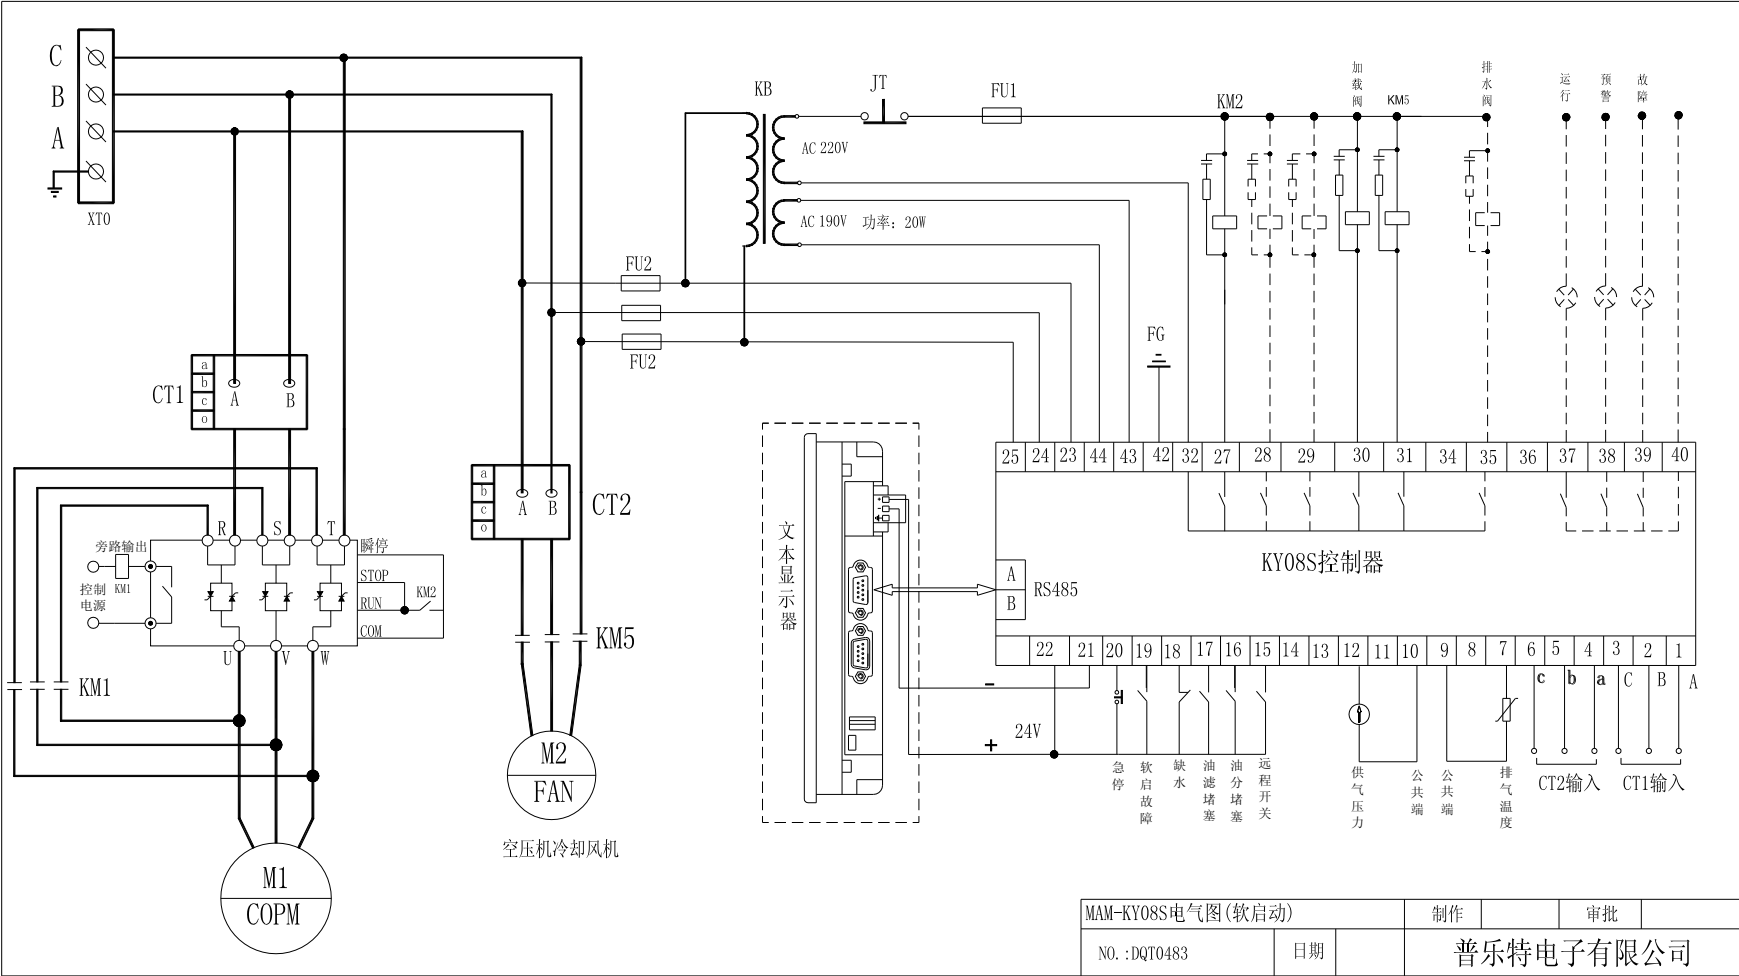 C
B
A
XT0
CT1
a
b
c
o
A
B
R
S
T
旁路输出
KM1
控制
电源
瞬停
STOP
RUN
COM
KM2
U
V
W
KM1
M1
COPM
a
b
c
o
A
B
CT2
KM5
M2
FAN
空压机冷却风机
FU2
FU2
KB
AC 220V
AC 190V
功率：20W
JT
FU1
KM2
加载阀
KM5
排水阀
运行
预警
故障
FG
25
24
23
44
43
42
32
27
28
29
30
31
34
35
36
37
38
39
40
文本显示器
+
-
A
B
RS485
KY08S控制器
22
21
20
19
18
17
16
15
14
13
12
11
10
9
8
7
6
5
4
3
2
1
c
b
a
C
B
A
-
+
24V
急停
软启故障
缺水
油滤堵塞
油分堵塞
远程开关
供气压力
公共端
公共端
排气温度
CT2输入
CT1输入
MAM-KY08S电气图(软启动)
制作
审批
NO.:DQT0483
日期
普乐特电子有限公司